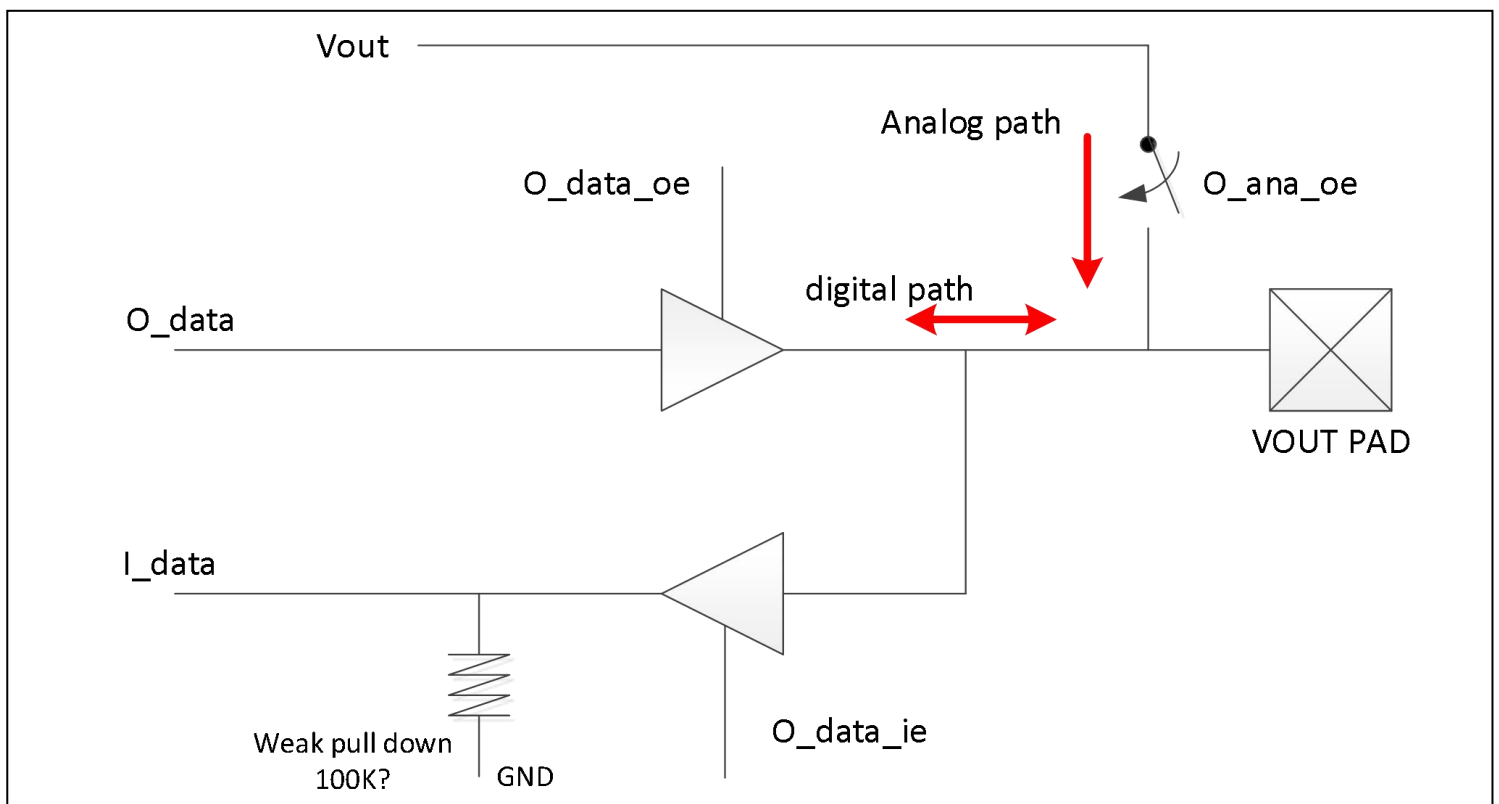 Vout
Analog path
O_data_oe
O_ana_oe
digital path
O_data
VOUT PAD
I_data
O_data_ie
Weak pull down
100K?
GND